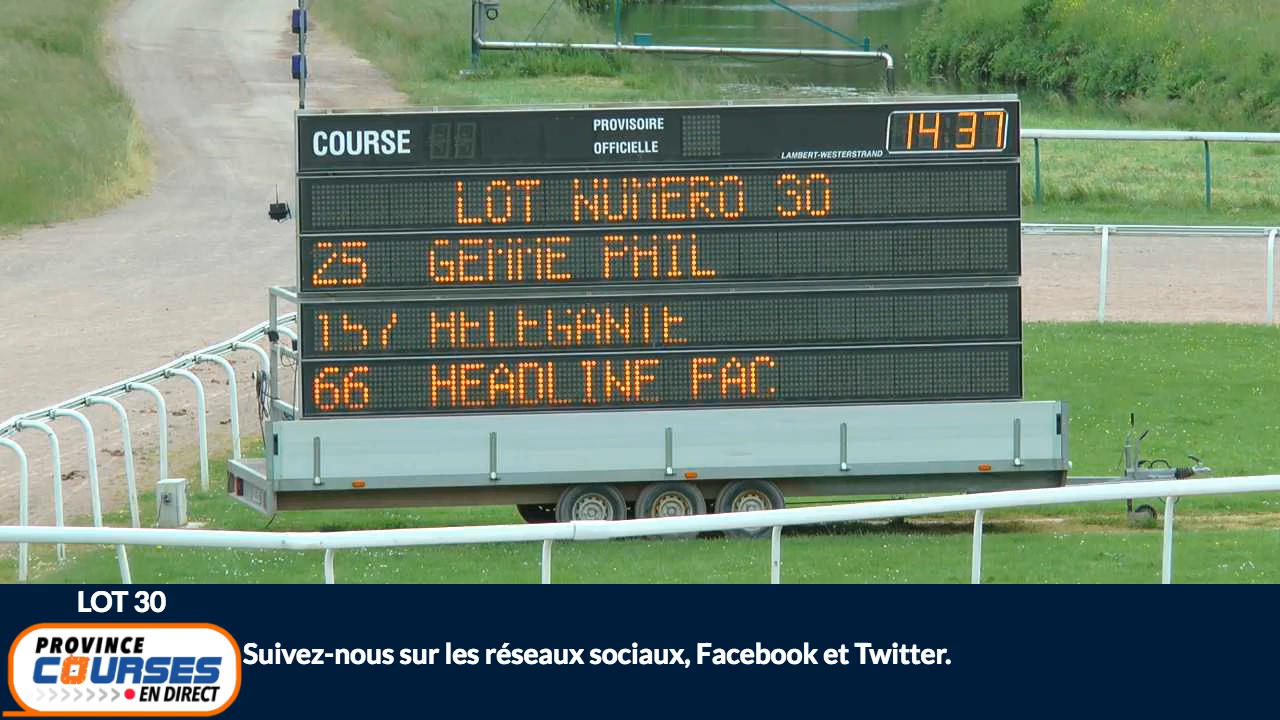 COURSE
PROVISOIRE
OFFICIELLE
LAMBERT-WESTERSTRAND
14 37
LOT NUMERO 30
25 GEMME PHIL
157 HELEGANTE
66 HEADLINE FAC
LOT 30
PROVINCE
COURSES
EN DIRECT
Suivez-nous sur les réseaux sociaux, Facebook et Twitter.